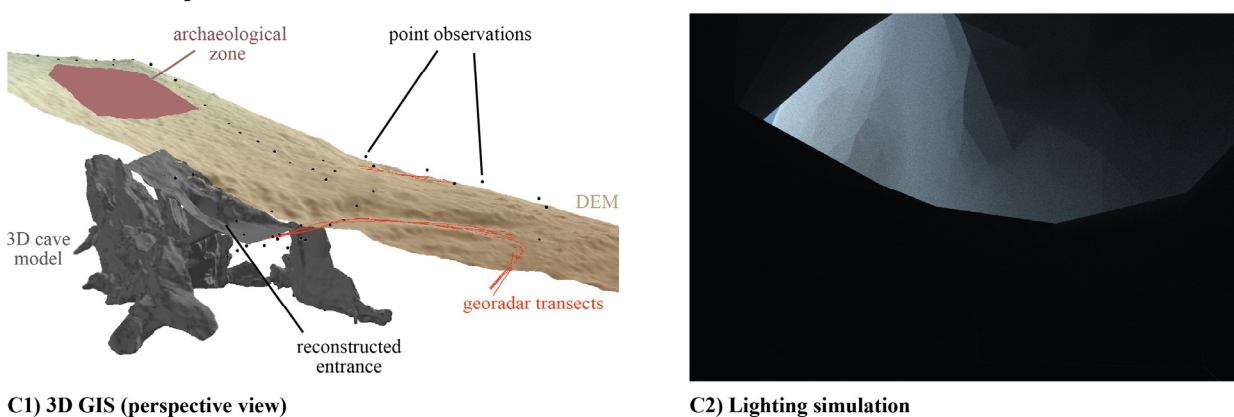 archaeological
zone
point observations
DEM
3D cave
model
georadar transects
reconstructed
entrance
C1) 3D GIS (perspective view)
C2) Lighting simulation